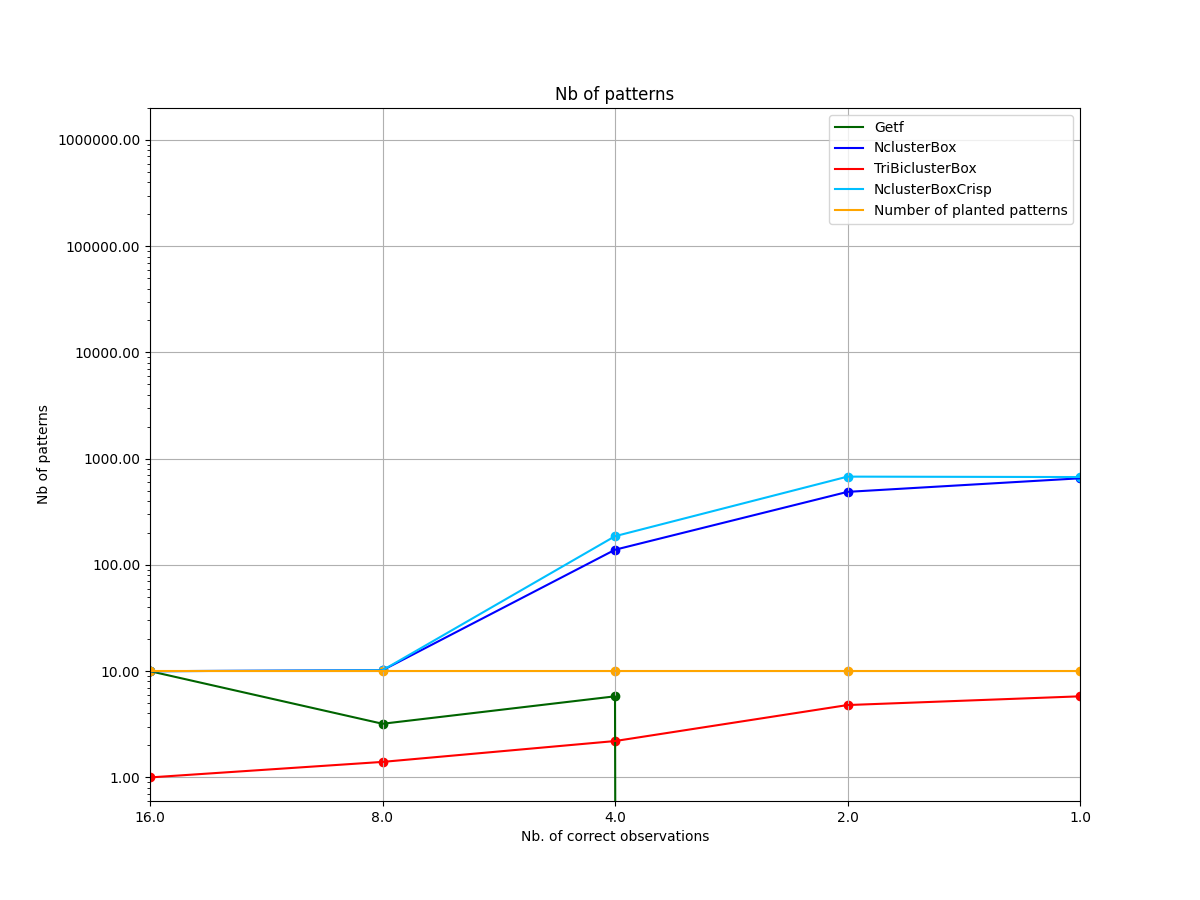 Nb of patterns
1000000.00
100000.00
10000.00
1000.00
100.00
10.00
1.00
Nb of patterns
Getf
NclusterBox
TriBiclusterBox
NclusterBoxCrisp
Number of planted patterns
16.0
8.0
4.0
2.0
1.0
Nb. of correct observations